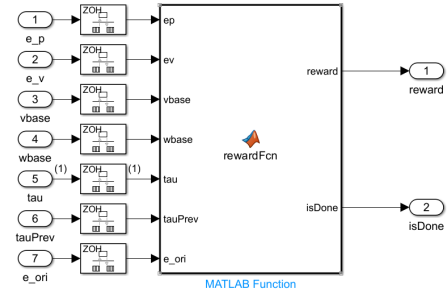 1
ZOH
ep
e_p
2
ZOH
ev
e_v
3
ZOH
vbase
vbase
4
ZOH
wbase
wbase
(1)
5
ZOH
(1)
tau
tau
6
ZOH
tauPrev
tauPrev
7
ZOH
e_ori
e_ori
rewardFcn
reward
1
reward
isDone
2
isDone
MATLAB Function